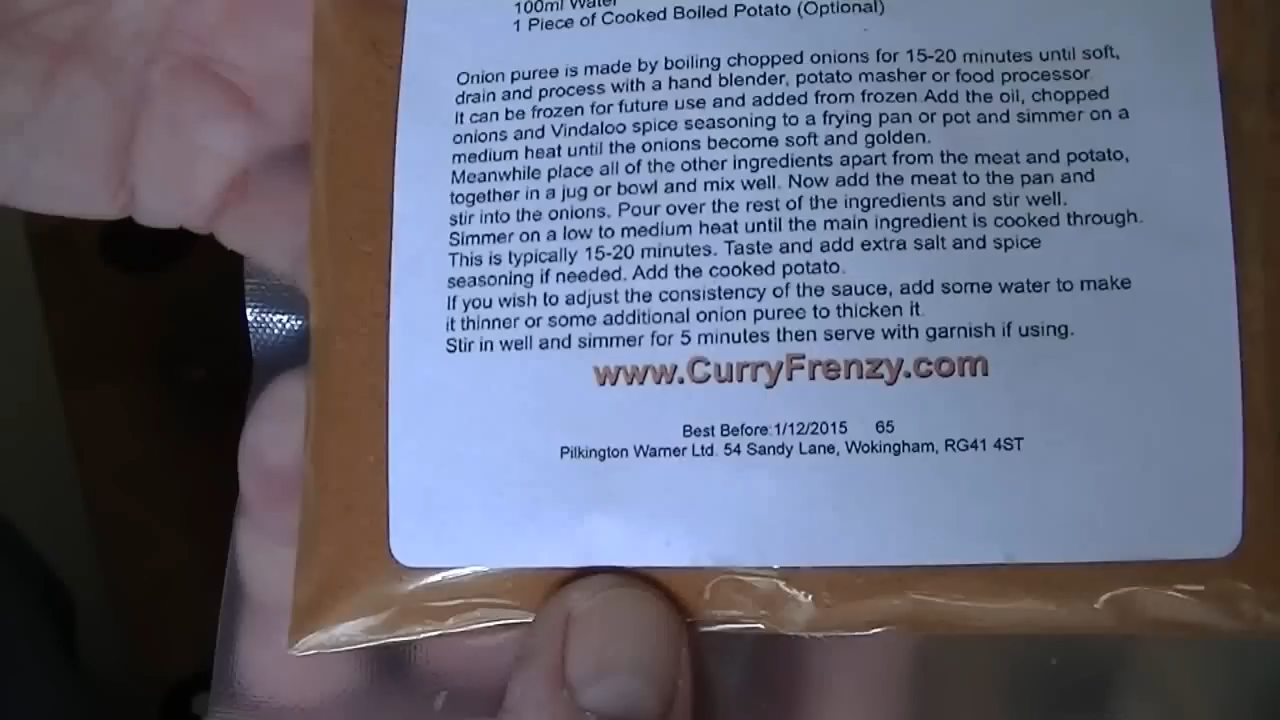 100ml Water
1 Piece of Cooked Boiled Potato (Optional)
Onion puree is made by boiling chopped onions for 15-20 minutes until soft,
drain and process with a hand blender, potato masher or food processor.
It can be frozen for future use and added from frozen.Add the oil, chopped
onions and Vindaloo spice seasoning to a frying pan or pot and simmer on a
medium heat until the onions become soft and golden.
Meanwhile place all of the other ingredients apart from the meat and potato,
together in a jug or bowl and mix well. Now add the meat to the pan and
stir into the onions. Pour over the rest of the ingredients and stir well.
Simmer on a low to medium heat until the main ingredient is cooked through.
This is typically 15-20 minutes. Taste and add extra salt and spice
seasoning if needed. Add the cooked potato.
If you wish to adjust the consistency of the sauce, add some water to make
it thinner or some additional onion puree to thicken it.
Stir in well and simmer for 5 minutes then serve with garnish if using.
www.CurryFrenzy.com
Best Before:1/12/2015 65
Pilkington Warner Ltd. 54 Sandy Lane, Wokingham, RG41 4ST